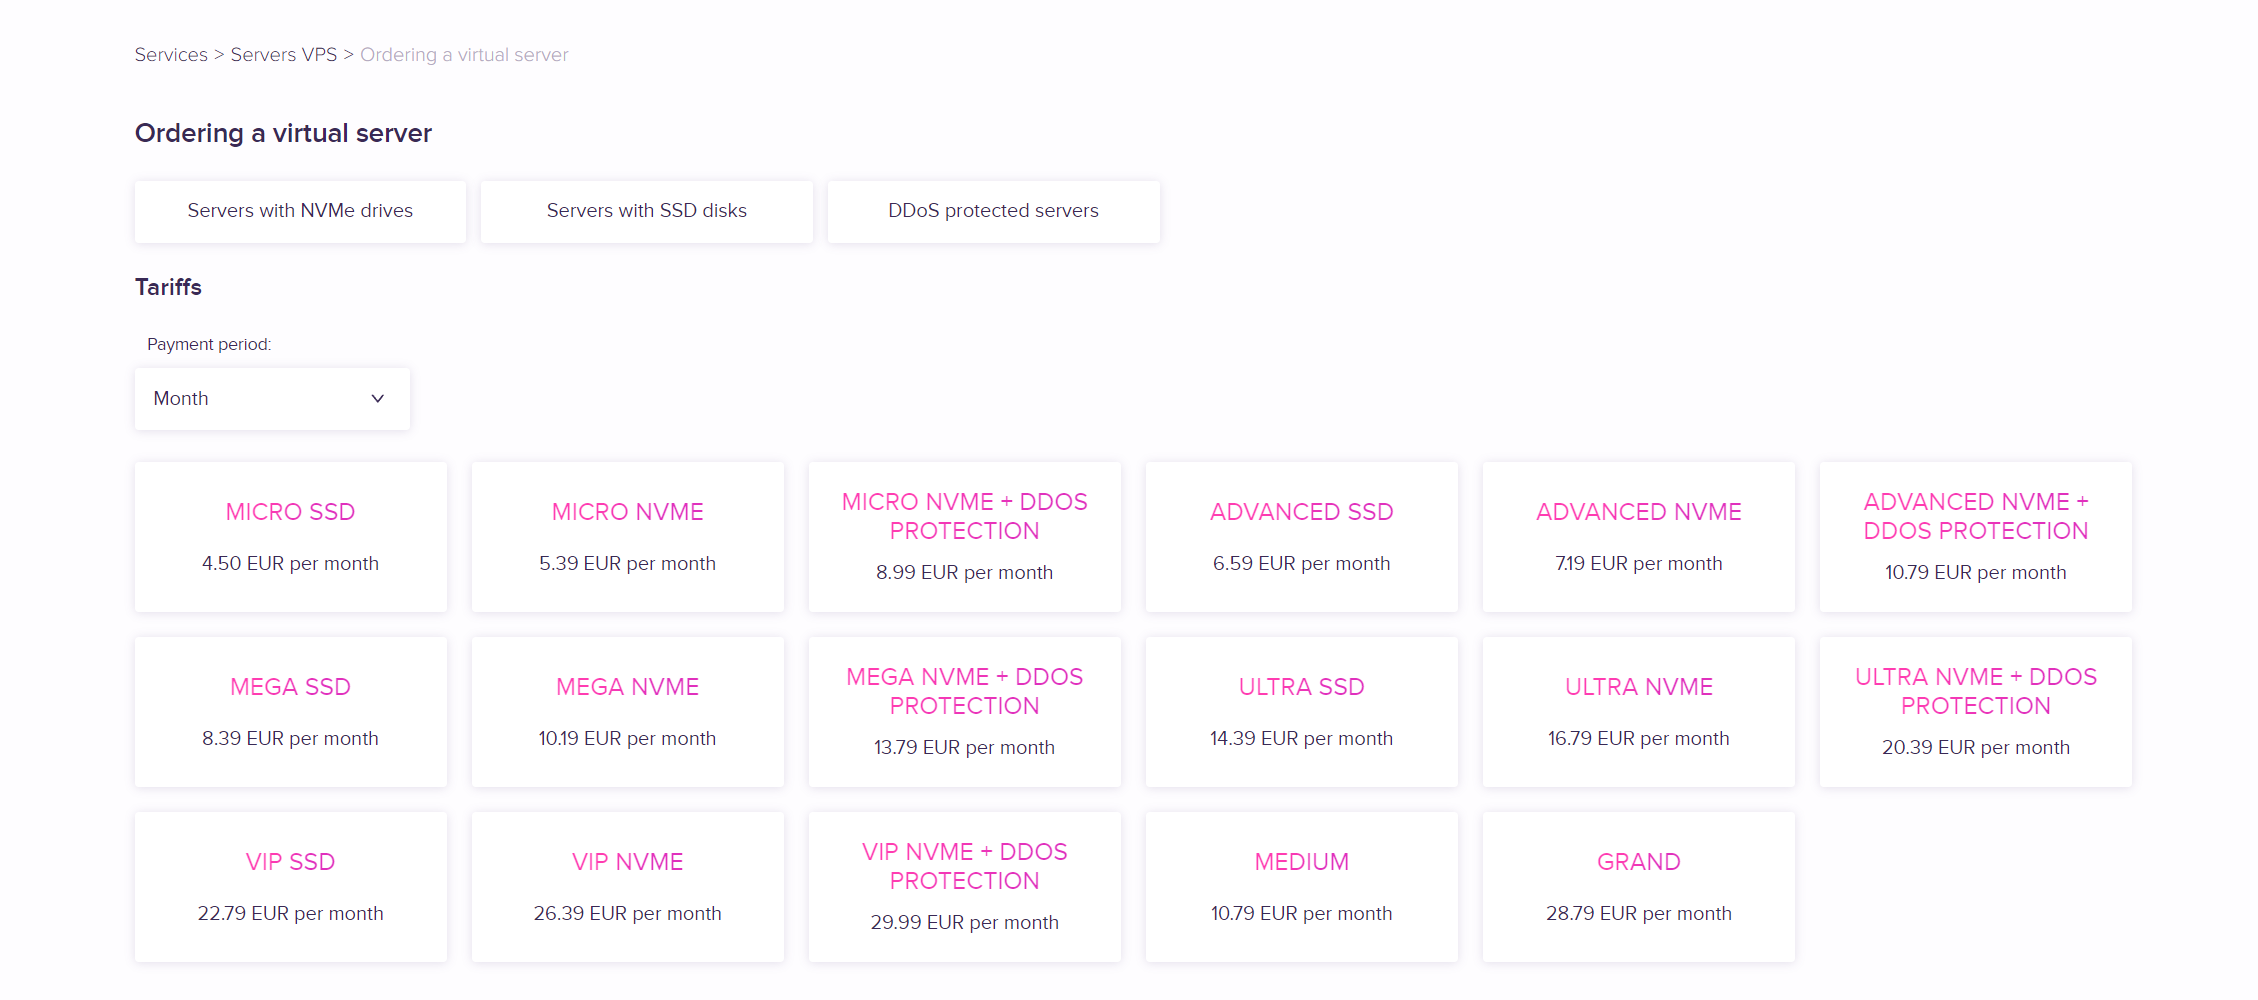 Services > Servers VPS > Ordering a virtual server
Ordering a virtual server
Servers with NVMe drives
Servers with SSD disks
DDoS protected servers
Tariffs
Payment period:
Month
MICRO SSD
4.50 EUR per month
MICRO NVME
5.39 EUR per month
MICRO NVME + DDOS
PROTECTION
8.99 EUR per month
ADVANCED SSD
6.59 EUR per month
ADVANCED NVME
7.19 EUR per month
ADVANCED NVME +
DDOS PROTECTION
10.79 EUR per month
MEGA SSD
8.39 EUR per month
MEGA NVME
10.19 EUR per month
MEGA NVME + DDOS
PROTECTION
13.79 EUR per month
ULTRA SSD
14.39 EUR per month
ULTRA NVME
16.79 EUR per month
ULTRA NVME + DDOS
PROTECTION
20.39 EUR per month
VIP SSD
22.79 EUR per month
VIP NVME
26.39 EUR per month
VIP NVME + DDOS
PROTECTION
29.99 EUR per month
MEDIUM
10.79 EUR per month
GRAND
28.79 EUR per month